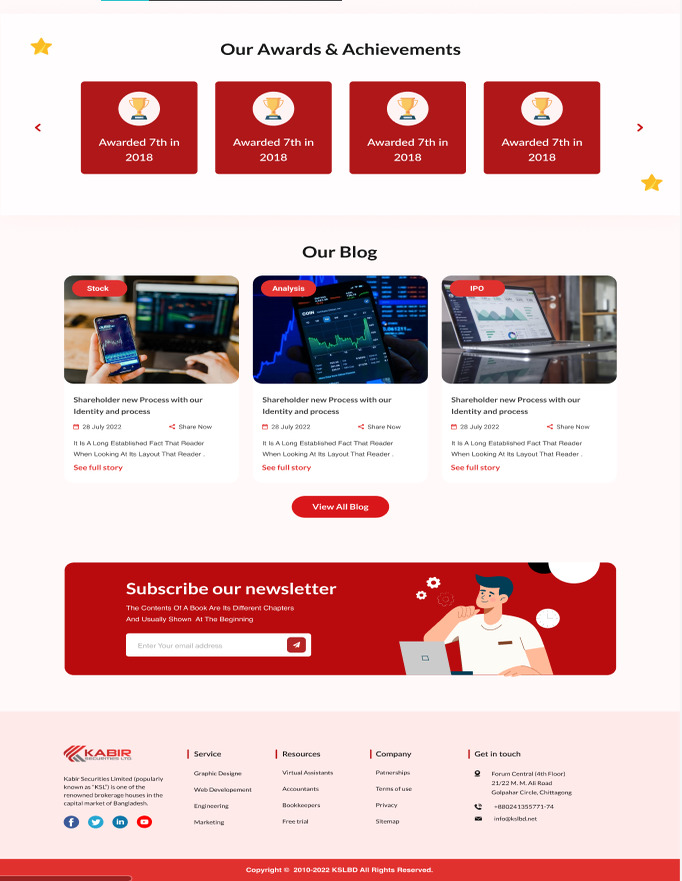 Our Awards & Achievements
Awarded 7th in
2018
Awarded 7th in
2018
Awarded 7th in
2018
Awarded 7th in
2018
Our Blog
Stock
Shareholder new Process with our
Identity and process
28 July 2022 Share Now
It Is A Long Established Fact That Reader
When Looking At Its Layout That Reader .
See full story
Analysis
COIN
Shareholder new Process with our
Identity and process
28 July 2022 Share Now
It Is A Long Established Fact That Reader
When Looking At Its Layout That Reader .
See full story
IPO
Shareholder new Process with our
Identity and process
28 July 2022 Share Now
It Is A Long Established Fact That Reader
When Looking At Its Layout That Reader .
See full story
View All Blog
Subscribe our newsletter
The Contents Of A Book Are Its Different Chapters
And Usually Shown At The Beginning
Enter Your email address
KABIR
SECURITIES LTD.
Kabir Securities Limited (popularly
known as "KSL") is one of the
renowned brokerage houses in the
capital market of Bangladesh.
Service
Graphic Designe
Web Developement
Engineering
Marketing
Resources
Virtual Assistants
Accountants
Bookkeepers
Free trial
Company
Patnerships
Terms of use
Privacy
Sitemap
Get in touch
Forum Central (4th Floor)
21/22 M. M. Ali Road
Golpahar Circle, Chittagong
+880241355771-74
info@kslbd.net
Copyright © 2010-2022 KSLBD All Rights Reserved.